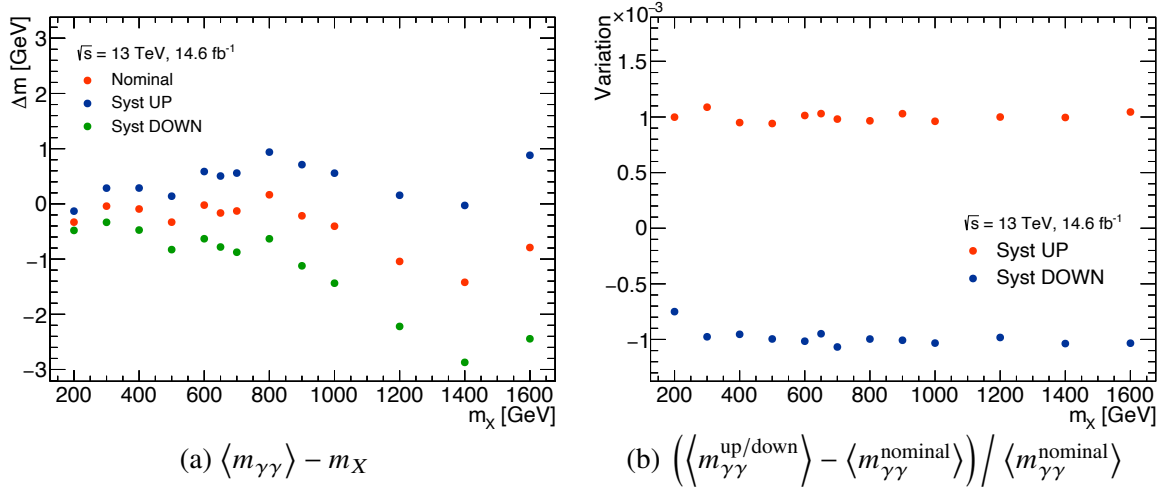 Δm [GeV]
3
2
1
0
−1
−2
−3
√s = 13 TeV, 14.6 fb⁻¹
Nominal
Syst UP
Syst DOWN
200 400 600 800 1000 1200 1400 1600
m_X [GeV]
(a) ⟨m_γγ⟩ − m_X
×10⁻³
Variation
1.5
1
0.5
0
−0.5
−1
√s = 13 TeV, 14.6 fb⁻¹
Syst UP
Syst DOWN
200 400 600 800 1000 1200 1400 1600
m_X [GeV]
(b) (⟨m_γγ^up/down⟩ − ⟨m_γγ^nominal⟩) / ⟨m_γγ^nominal⟩